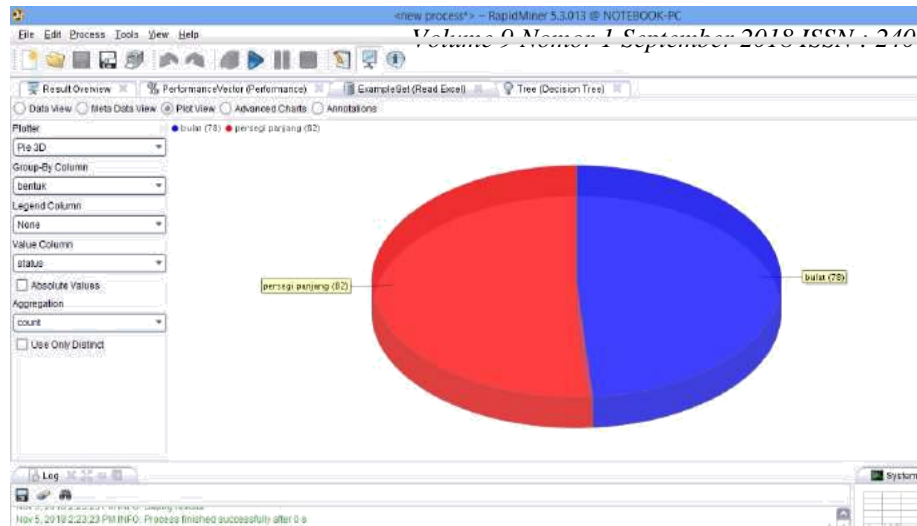 <new process*> – RapidMiner 5.3.013 @ NOTEBOOK-PC
File Edit Process Tools View Help
Volume 9 Nomor 1 September 2018 ISSN : 240
Result Overview
% PerformanceVector (Performance)
ExampleSet (Read Excel)
Tree (Decision Tree)
Data View Meta Data View Plot View Advanced Charts Annotations
Plotter
bulat (78) persegi panjang (82)
Pie 3D
Group-By Column
bentuk
Legend Column
None
Value Column
status
Absolute Values
Aggregation
count
Use Only Distinct
persegi panjang (82)
bulat (78)
Log
System
Nov 5, 2018 2:23:23 PM INFO: Process finished successfully after 0 s